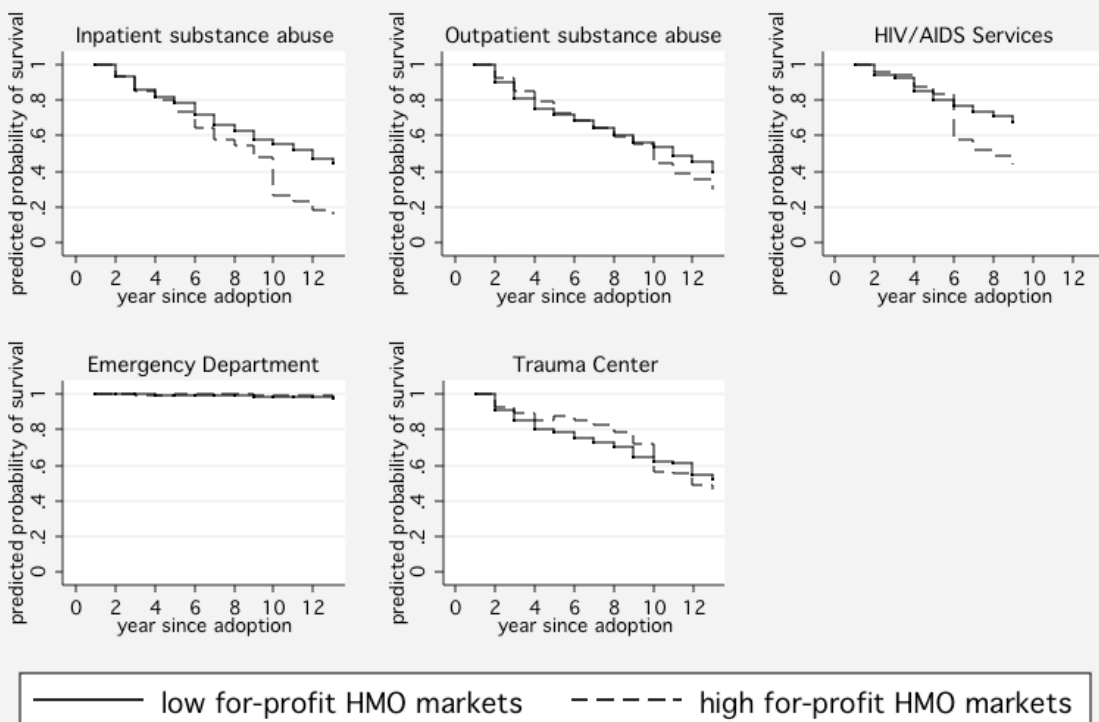 Inpatient substance abuse
predicted probability of survival
1
.8
.6
.4
.2
0
0 2 4 6 8 10 12
year since adoption
Outpatient substance abuse
predicted probability of survival
1
.8
.6
.4
.2
0
0 2 4 6 8 10 12
year since adoption
HIV/AIDS Services
predicted probability of survival
1
.8
.6
.4
.2
0
0 2 4 6 8 10 12
year since adoption
Emergency Department
predicted probability of survival
1
.8
.6
.4
.2
0
0 2 4 6 8 10 12
year since adoption
Trauma Center
predicted probability of survival
1
.8
.6
.4
.2
0
0 2 4 6 8 10 12
year since adoption
low for-profit HMO markets high for-profit HMO markets